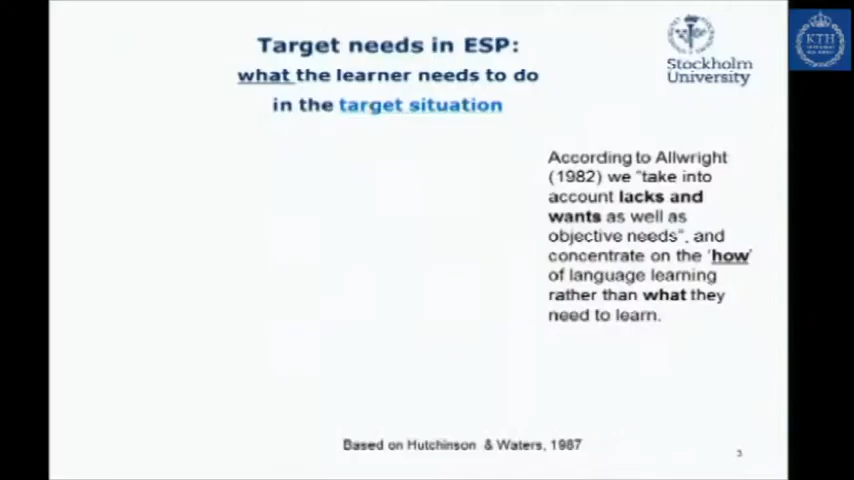 Target needs in ESP:
what the learner needs to do
in the target situation
Stockholm
University
KTH
According to Allwright
(1982) we "take into
account lacks and
wants as well as
objective needs", and
concentrate on the 'how'
of language learning
rather than what they
need to learn.
Based on Hutchinson & Waters, 1987
3